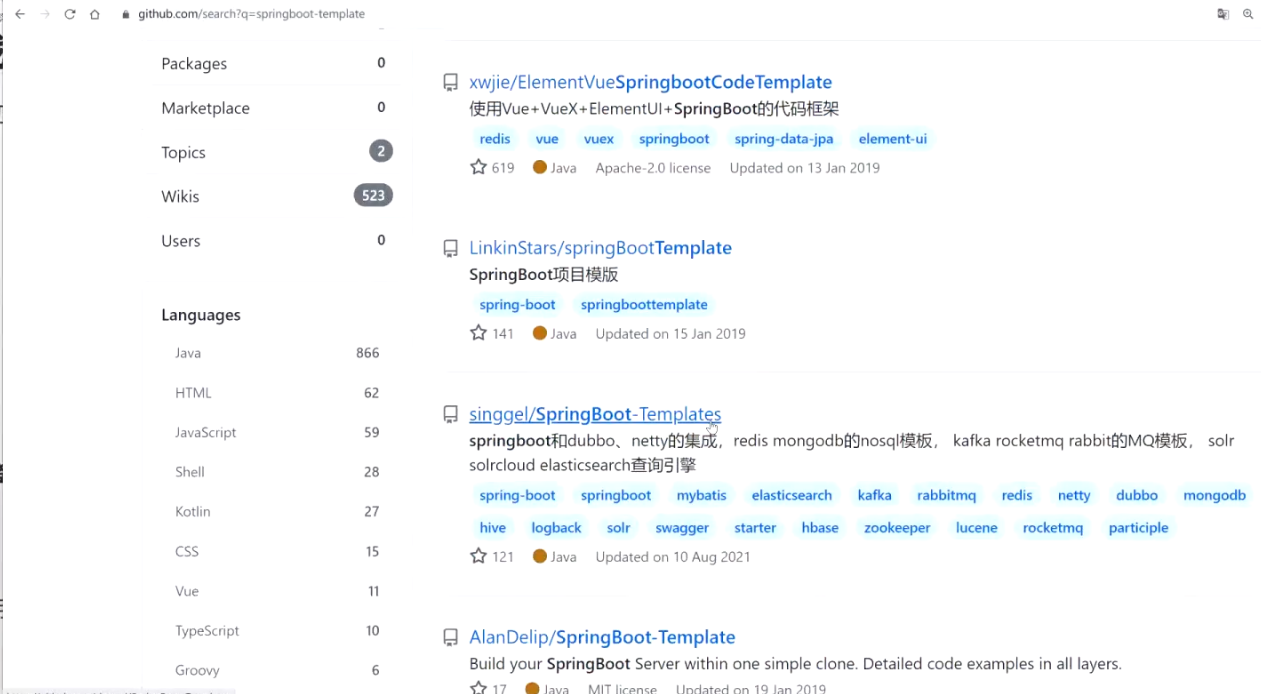 github.com/search?q=springboot-template
Packages 0
Marketplace 0
Topics 2
Wikis 523
Users 0
Languages
Java 866
HTML 62
JavaScript 59
Shell 28
Kotlin 27
CSS 15
Vue 11
TypeScript 10
Groovy 6
xwjie/ElementVueSpringbootCodeTemplate
使用Vue+VueX+ElementUI+SpringBoot的代码框架
redis vue vuex springboot spring-data-jpa element-ui
619 Java Apache-2.0 license Updated on 13 Jan 2019
LinkinStars/springBootTemplate
SpringBoot项目模版
spring-boot springboottemplate
141 Java Updated on 15 Jan 2019
singgel/SpringBoot-Templates
springboot和dubbo、netty的集成，redis mongodb的nosql模板， kafka rocketmq rabbit的MQ模板， solr
solrcloud elasticsearch查询引擎
spring-boot springboot mybatis elasticsearch kafka rabbitmq redis netty dubbo mongodb
hive logback solr swagger starter hbase zookeeper lucene rocketmq participle
121 Java Updated on 10 Aug 2021
AlanDelip/SpringBoot-Template
Build your SpringBoot Server within one simple clone. Detailed code examples in all layers.
17 Java MIT license Updated on 19 Jan 2019